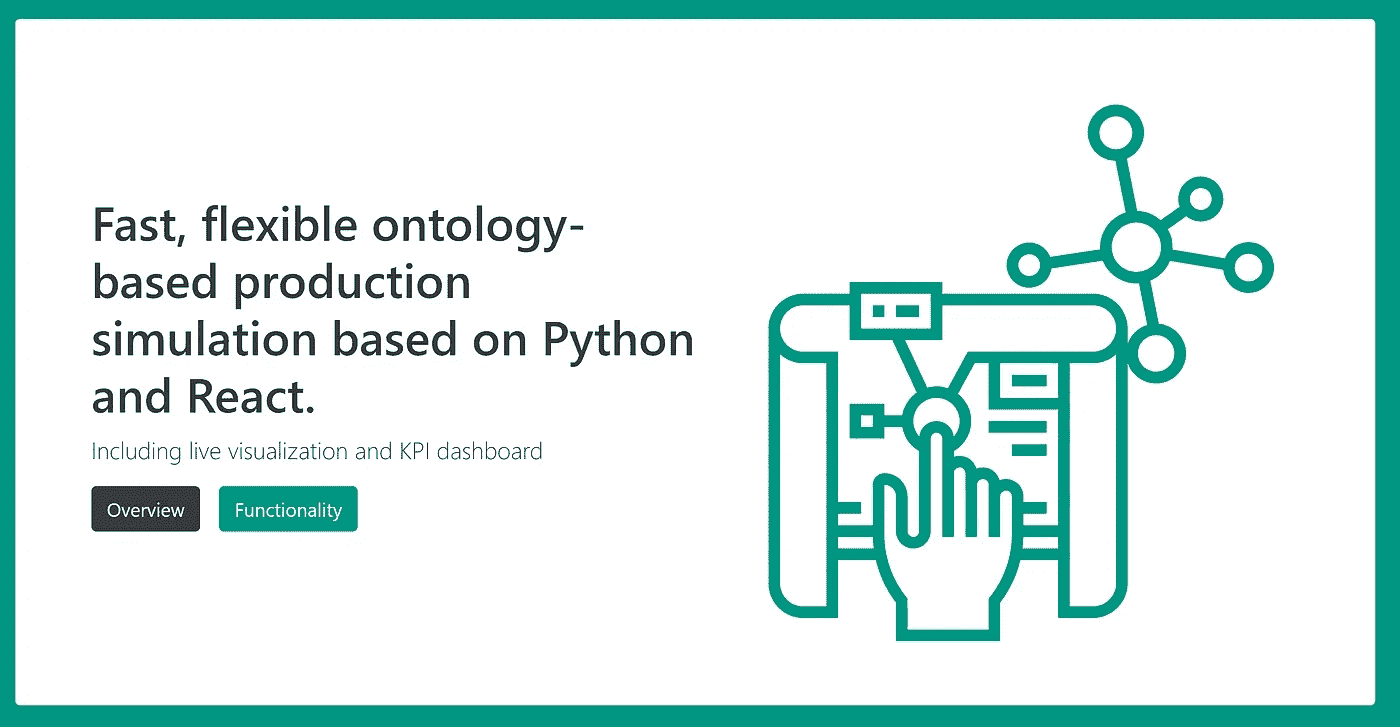 Fast, flexible ontology-
based production
simulation based on Python
and React.
Including live visualization and KPI dashboard
Overview
Functionality